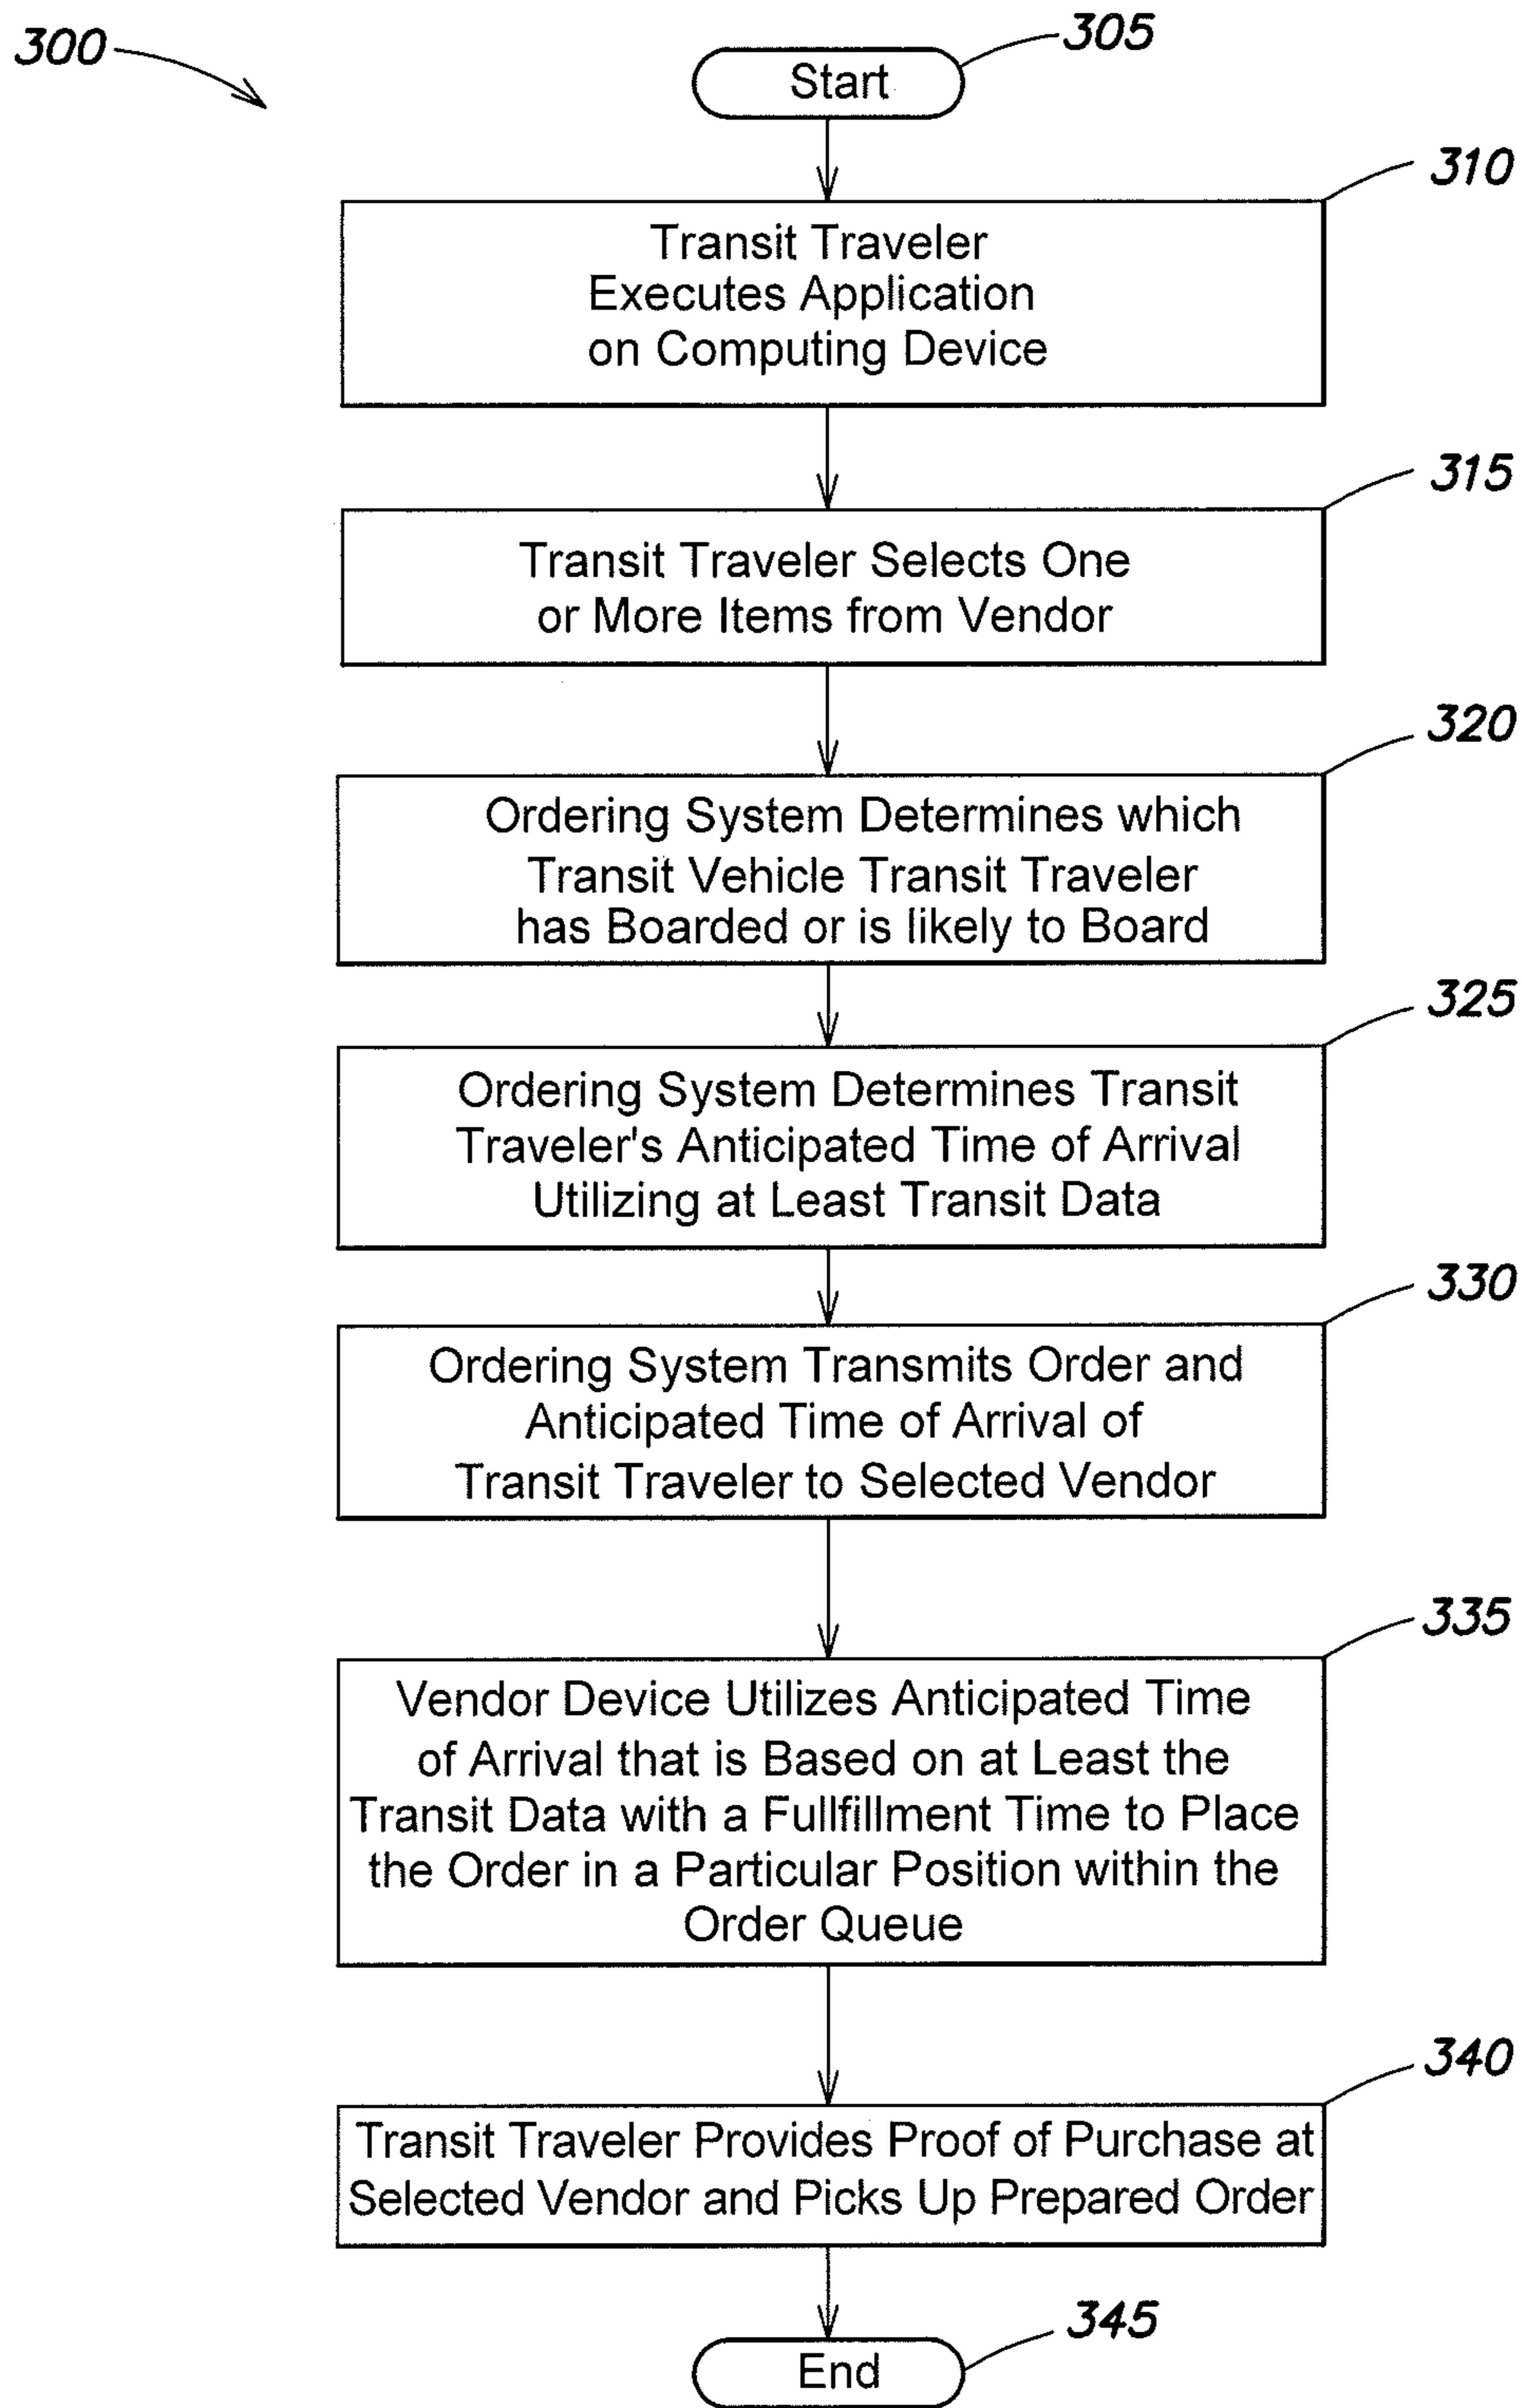 300
305
Start
310
Transit Traveler
Executes Application
on Computing Device
315
Transit Traveler Selects One
or More Items from Vendor
320
Ordering System Determines which
Transit Vehicle Transit Traveler
has Boarded or is likely to Board
325
Ordering System Determines Transit
Traveler's Anticipated Time of Arrival
Utilizing at Least Transit Data
330
Ordering System Transmits Order and
Anticipated Time of Arrival of
Transit Traveler to Selected Vendor
335
Vendor Device Utilizes Anticipated Time
of Arrival that is Based on at Least the
Transit Data with a Fullfillment Time to Place
the Order in a Particular Position within the
Order Queue
340
Transit Traveler Provides Proof of Purchase at
Selected Vendor and Picks Up Prepared Order
345
End